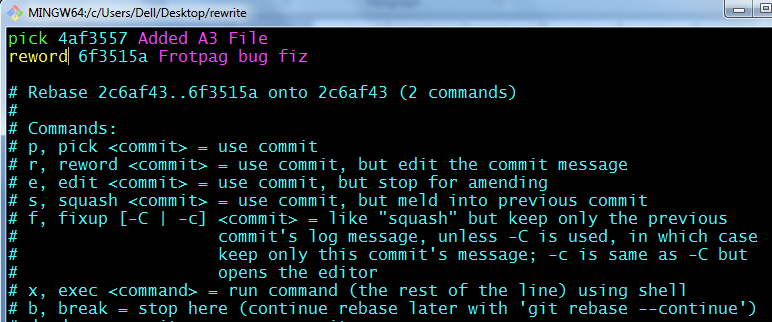 MINGW64:/c/Users/Dell/Desktop/rewrite
pick 4af3557 Added A3 File
reword 6f3515a Frotpag bug fiz
# Rebase 2c6af43..6f3515a onto 2c6af43 (2 commands)
#
# Commands:
# p, pick <commit> = use commit
# r, reword <commit> = use commit, but edit the commit message
# e, edit <commit> = use commit, but stop for amending
# s, squash <commit> = use commit, but meld into previous commit
# f, fixup [-C | -c] <commit> = like "squash" but keep only the previous
#                    commit's log message, unless -C is used, in which case
#                    keep only this commit's message; -c is same as -C but
#                    opens the editor
# x, exec <command> = run command (the rest of the line) using shell
# b, break = stop here (continue rebase later with 'git rebase --continue')